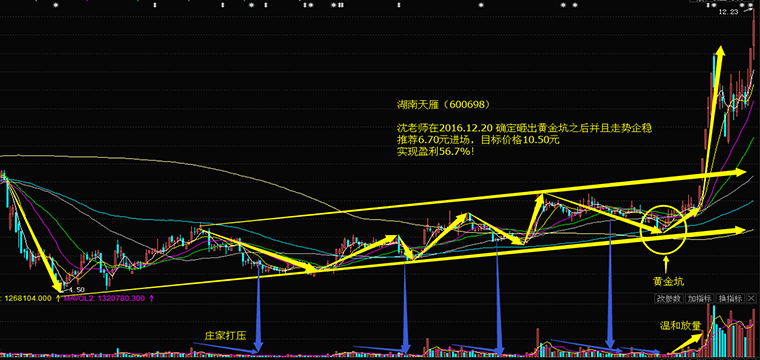 12.23
湖南天雁（600698）
沈老师在2016.12.20 确定砸出黄金坑之后并且走势企稳
推荐6.70元进场，目标价格10.50元
实现盈利56.7%！
黄金坑
4.50
: 1268104.000 ↑ MAVOL2: 1320780.300 ↑
改参数 加指标 换指标 ×
庄家打压
温和放量